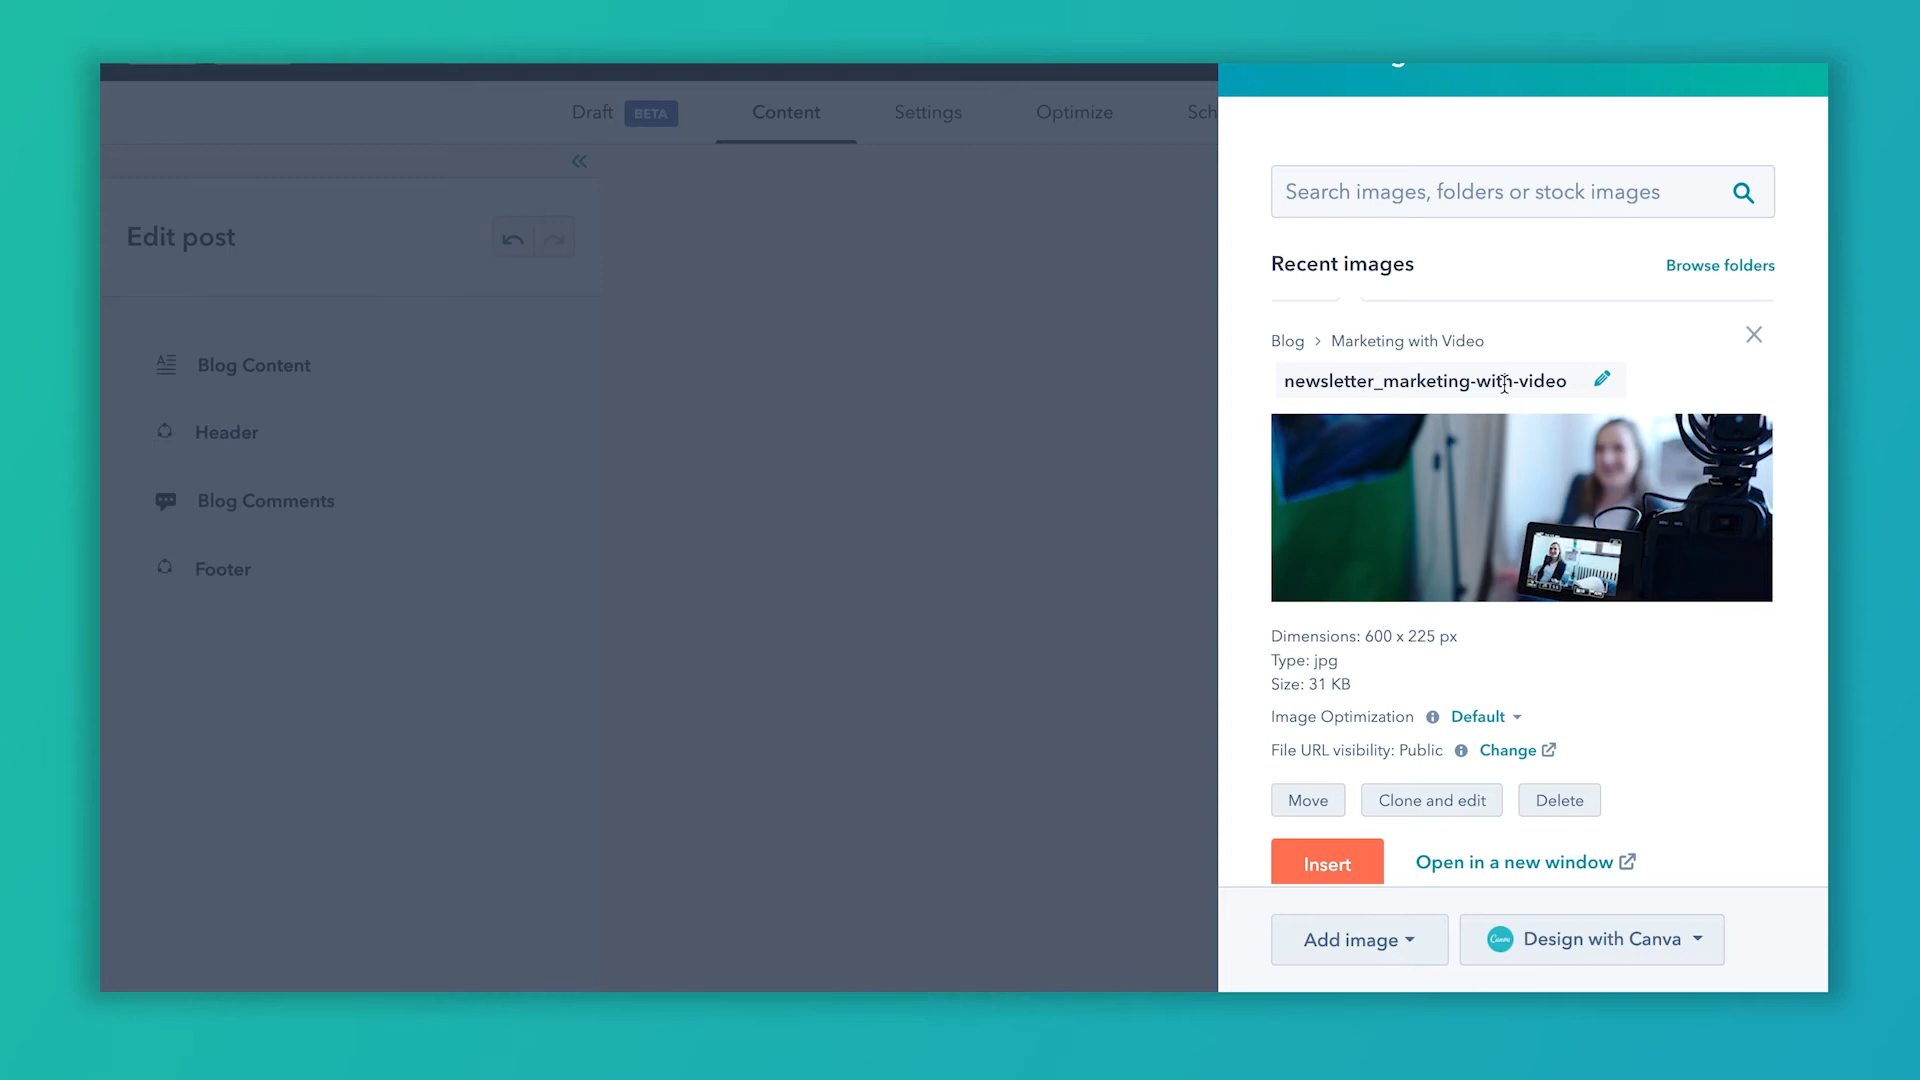 Draft BETA Content Settings Optimize Sch
Edit post
Blog Content
Header
Blog Comments
Footer
Search images, folders or stock images
Recent images Browse folders
Blog > Marketing with Video
newsletter_marketing-with-video
Dimensions: 600 x 225 px
Type: jpg
Size: 31 KB
Image Optimization Default
File URL visibility: Public Change
Move Clone and edit Delete
Insert Open in a new window
Add image Canva Design with Canva